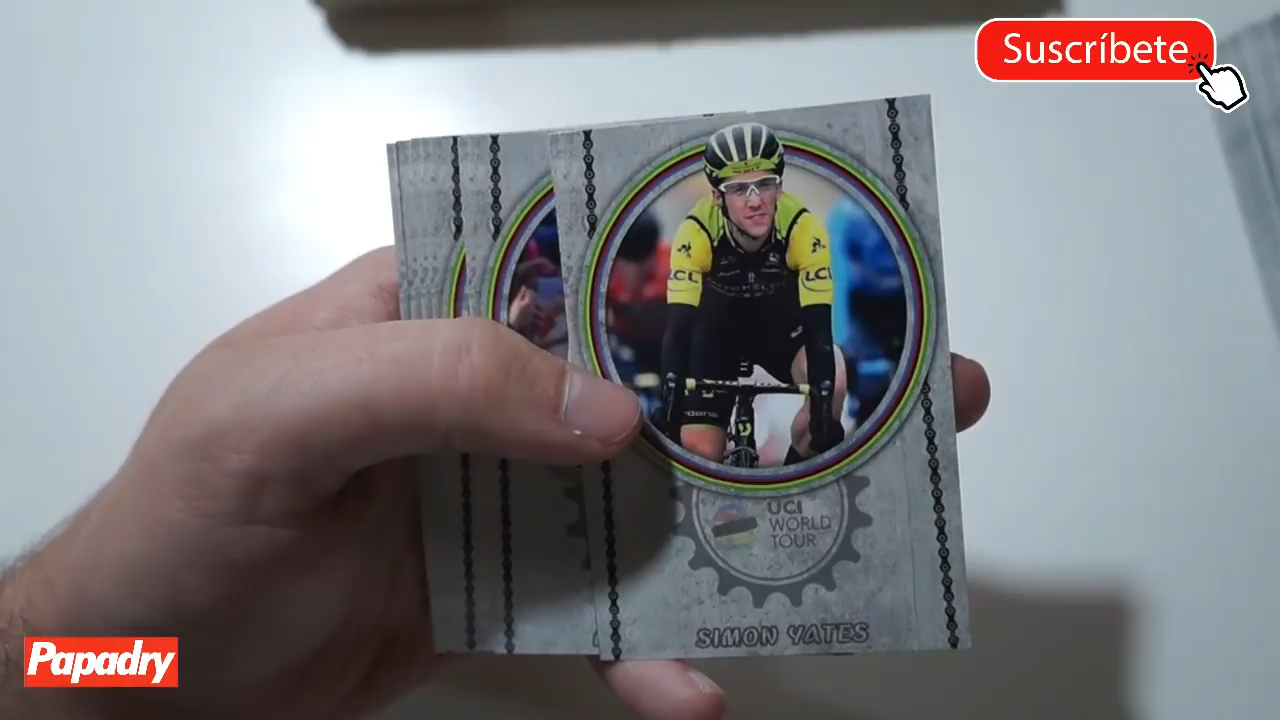 Suscríbete
LCL
LCL
UCI
WORLD
TOUR
SIMON YATES
Papadry